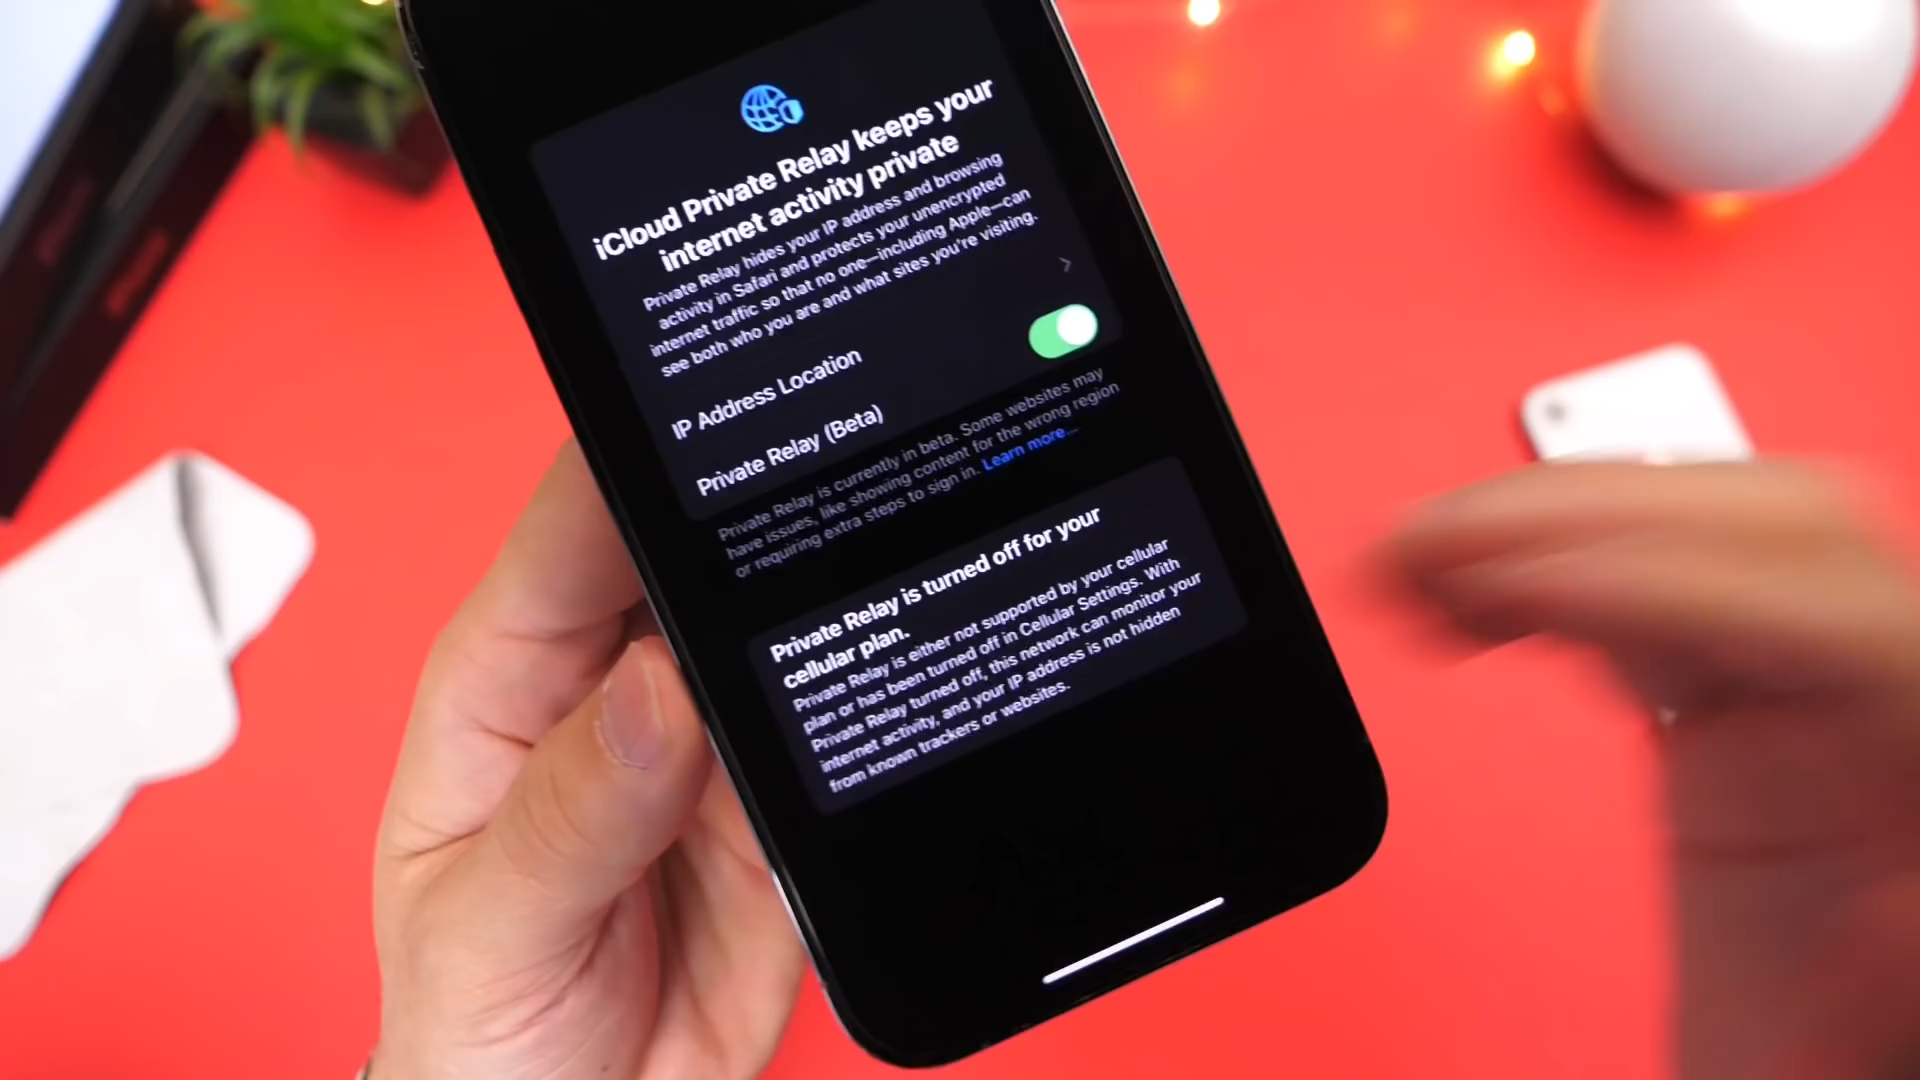 iCloud Private Relay keeps your
internet activity private
Private Relay hides your IP address and browsing
activity in Safari and protects your unencrypted
internet traffic so that no one—including Apple—can
see both who you are and what sites you're visiting.
IP Address Location
Private Relay (Beta)
Private Relay is currently in beta. Some websites may
have issues, like showing content for the wrong region
or requiring extra steps to sign in. Learn more...
Private Relay is turned off for your
cellular plan.
Private Relay is either not supported by your cellular
plan or has been turned off in Cellular Settings. With
Private Relay turned off, this network can monitor your
internet activity, and your IP address is not hidden
from known trackers or websites.